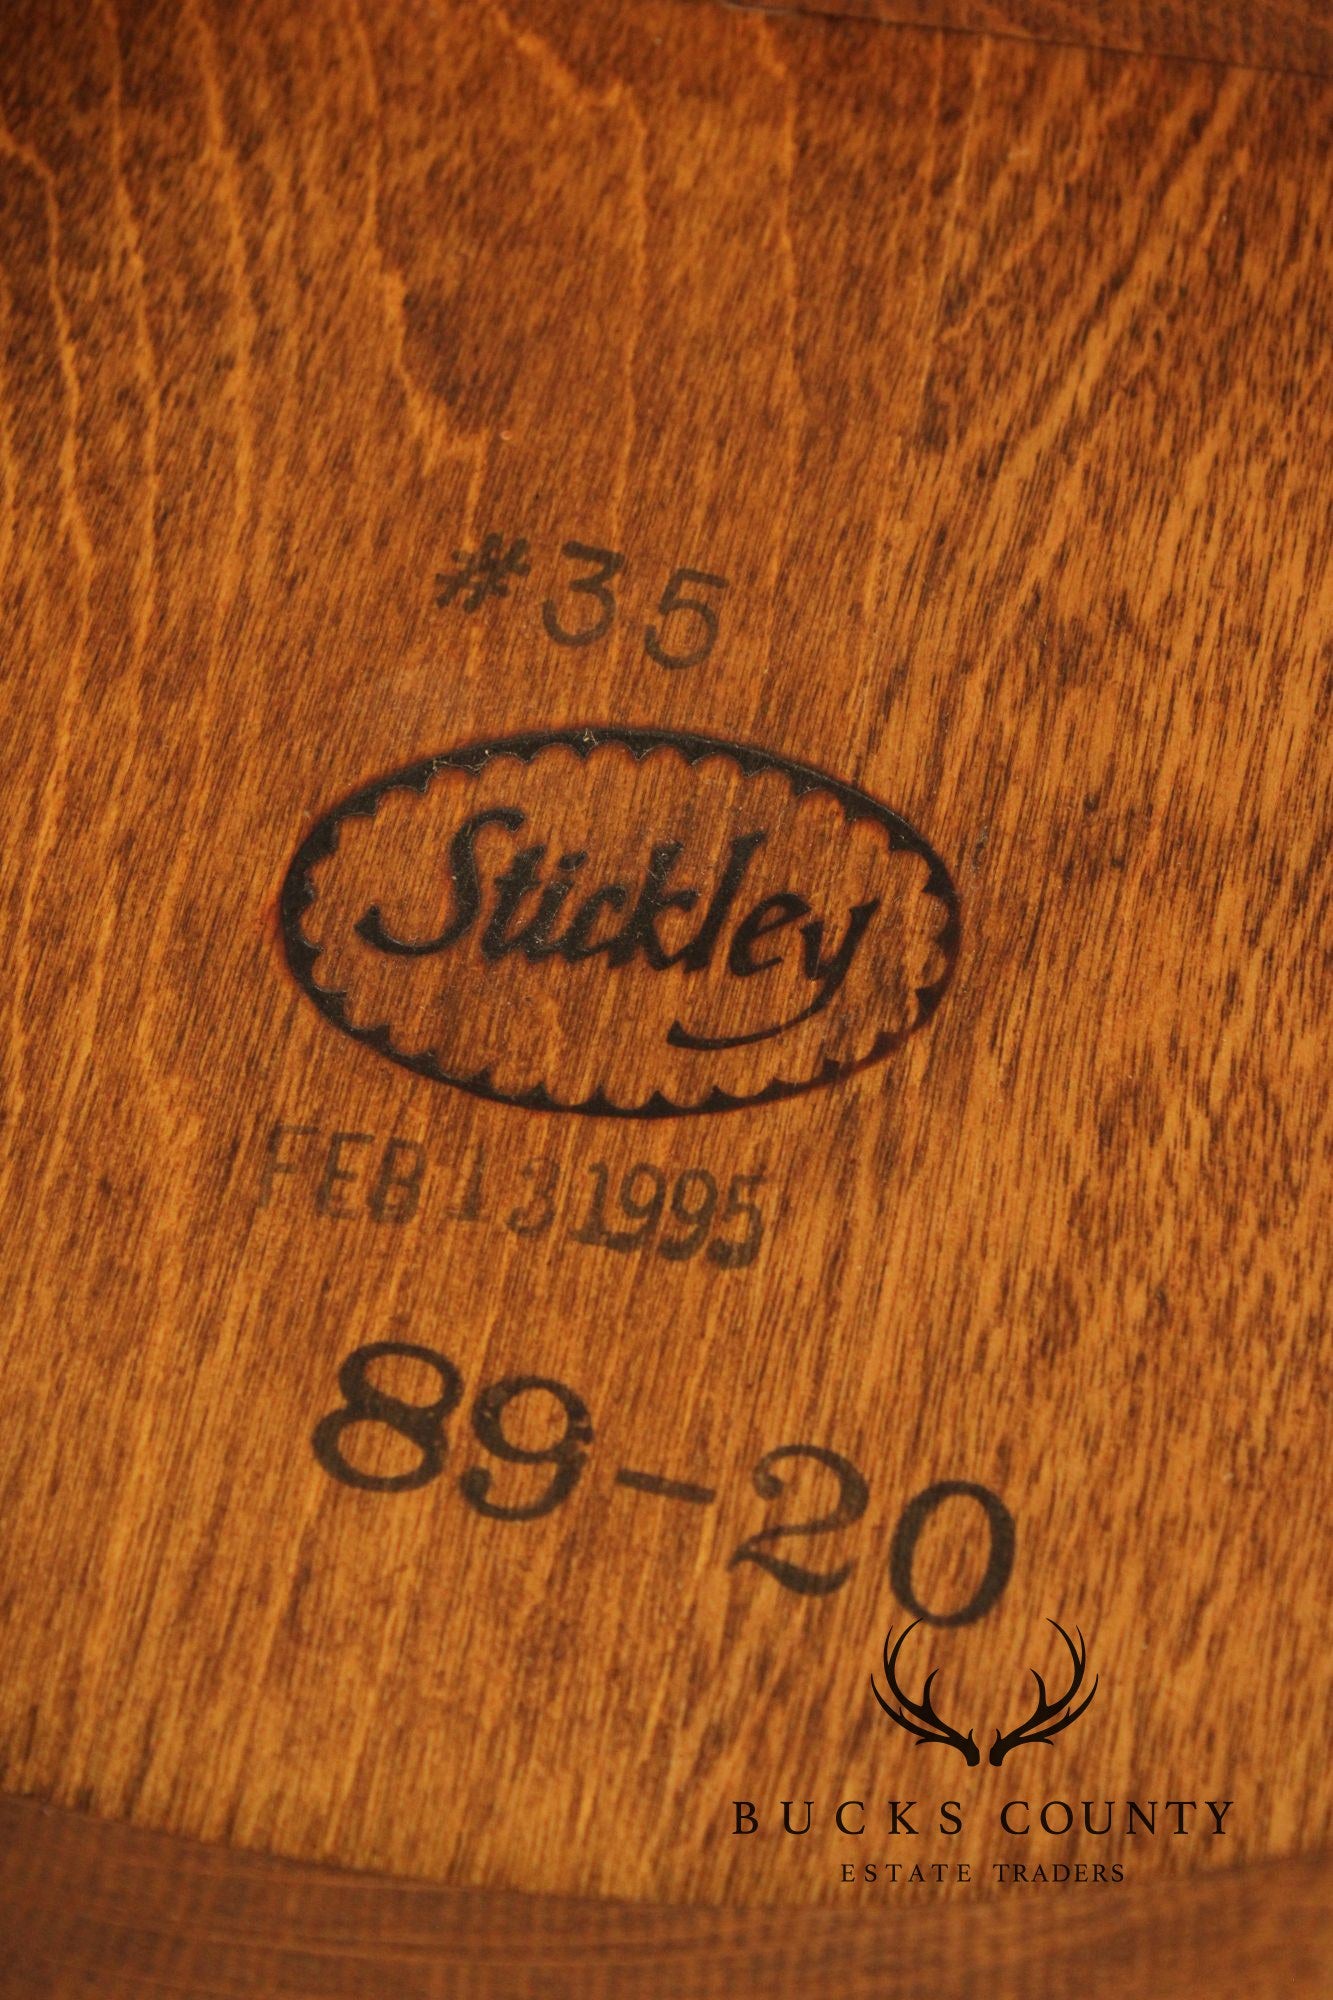 #35
Stickley
FEB 13 1995
89-20
BUCKS COUNTY
ESTATE TRADERS